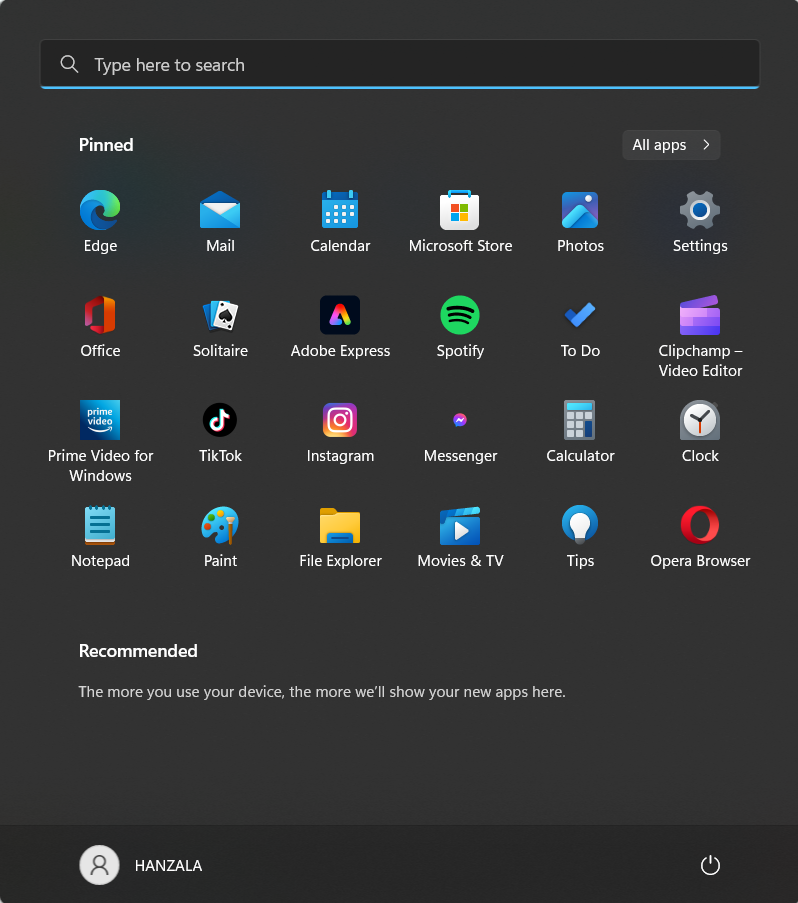 Type here to search
Pinned
All apps
Edge
Mail
Calendar
Microsoft Store
Photos
Settings
Office
Solitaire
Adobe Express
Spotify
To Do
Clipchamp –
Video Editor
prime
video
Prime Video for
Windows
TikTok
Instagram
Messenger
Calculator
Clock
Notepad
Paint
File Explorer
Movies & TV
Tips
Opera Browser
Recommended
The more you use your device, the more we’ll show your new apps here.
HANZALA